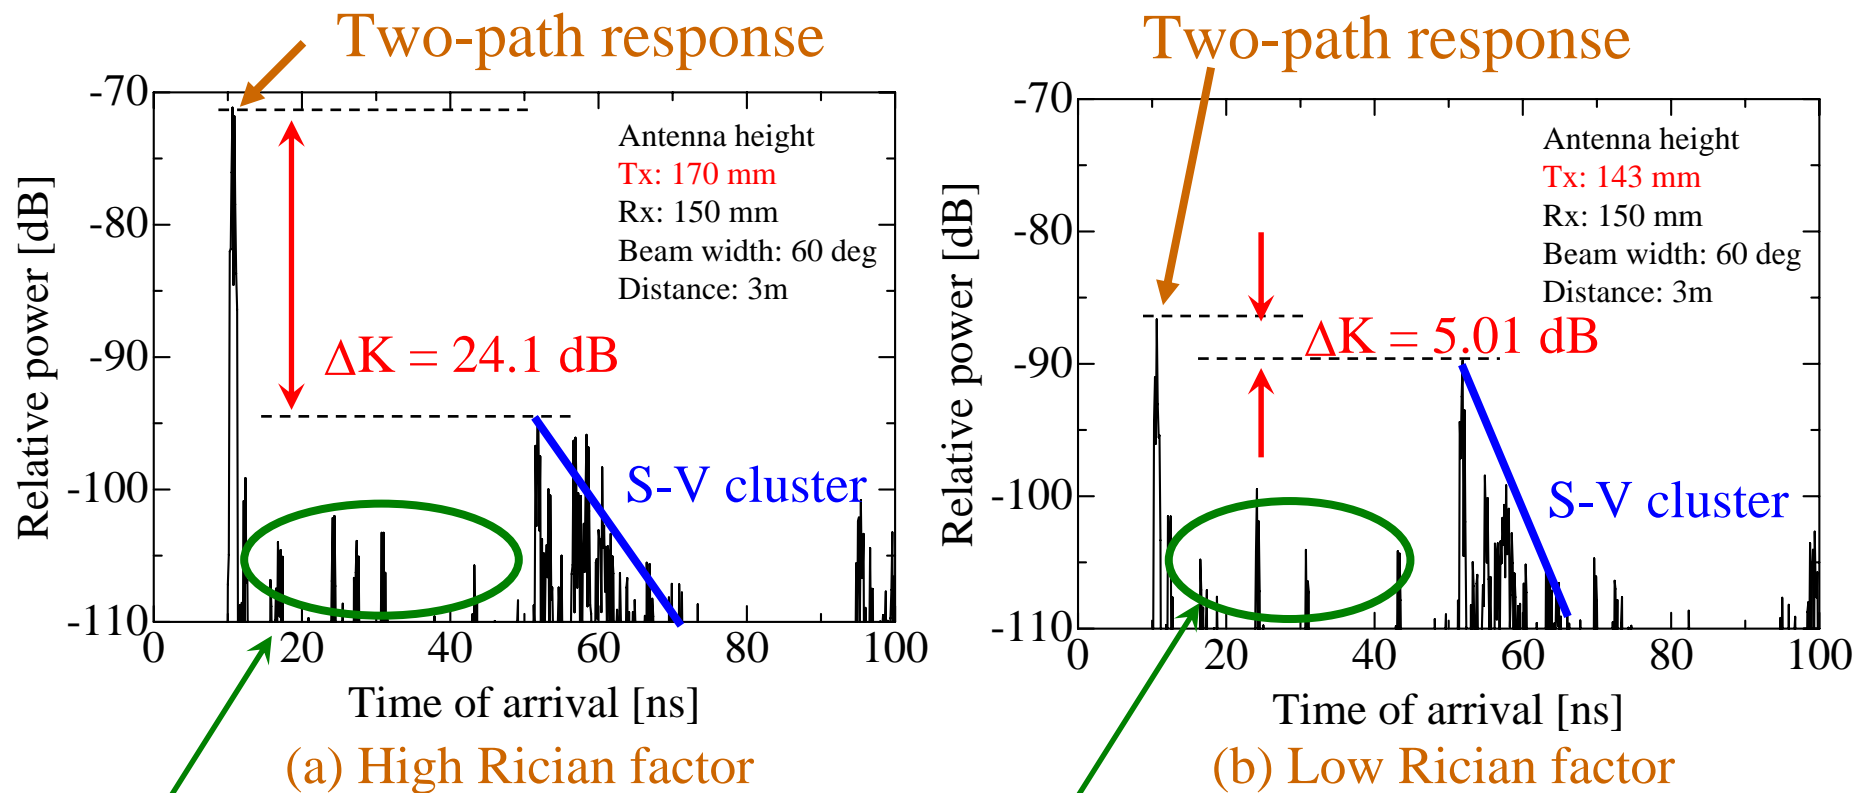 Two-path response
-70
-80
-90
-100
-110
0
20
40
60
80
100
Relative power [dB]
Time of arrival [ns]
Antenna height
Tx: 170 mm
Rx: 150 mm
Beam width: 60 deg
Distance: 3m
ΔK = 24.1 dB
S-V cluster
(a) High Rician factor
Two-path response
-70
-80
-90
-100
-110
0
20
40
60
80
100
Relative power [dB]
Time of arrival [ns]
Antenna height
Tx: 143 mm
Rx: 150 mm
Beam width: 60 deg
Distance: 3m
ΔK = 5.01 dB
S-V cluster
(b) Low Rician factor